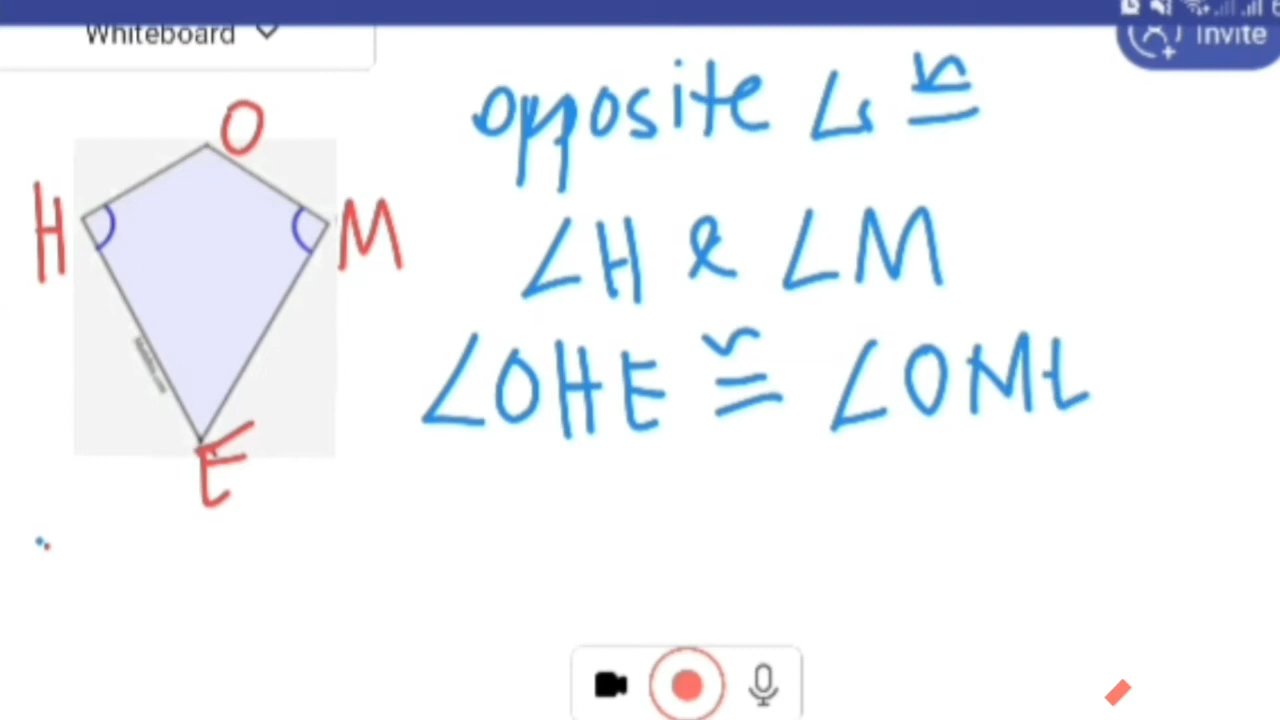 Whiteboard
Invite
O
H
M
E
opposite ∠s ≅
∠H & ∠M
∠OHE ≅ ∠OME